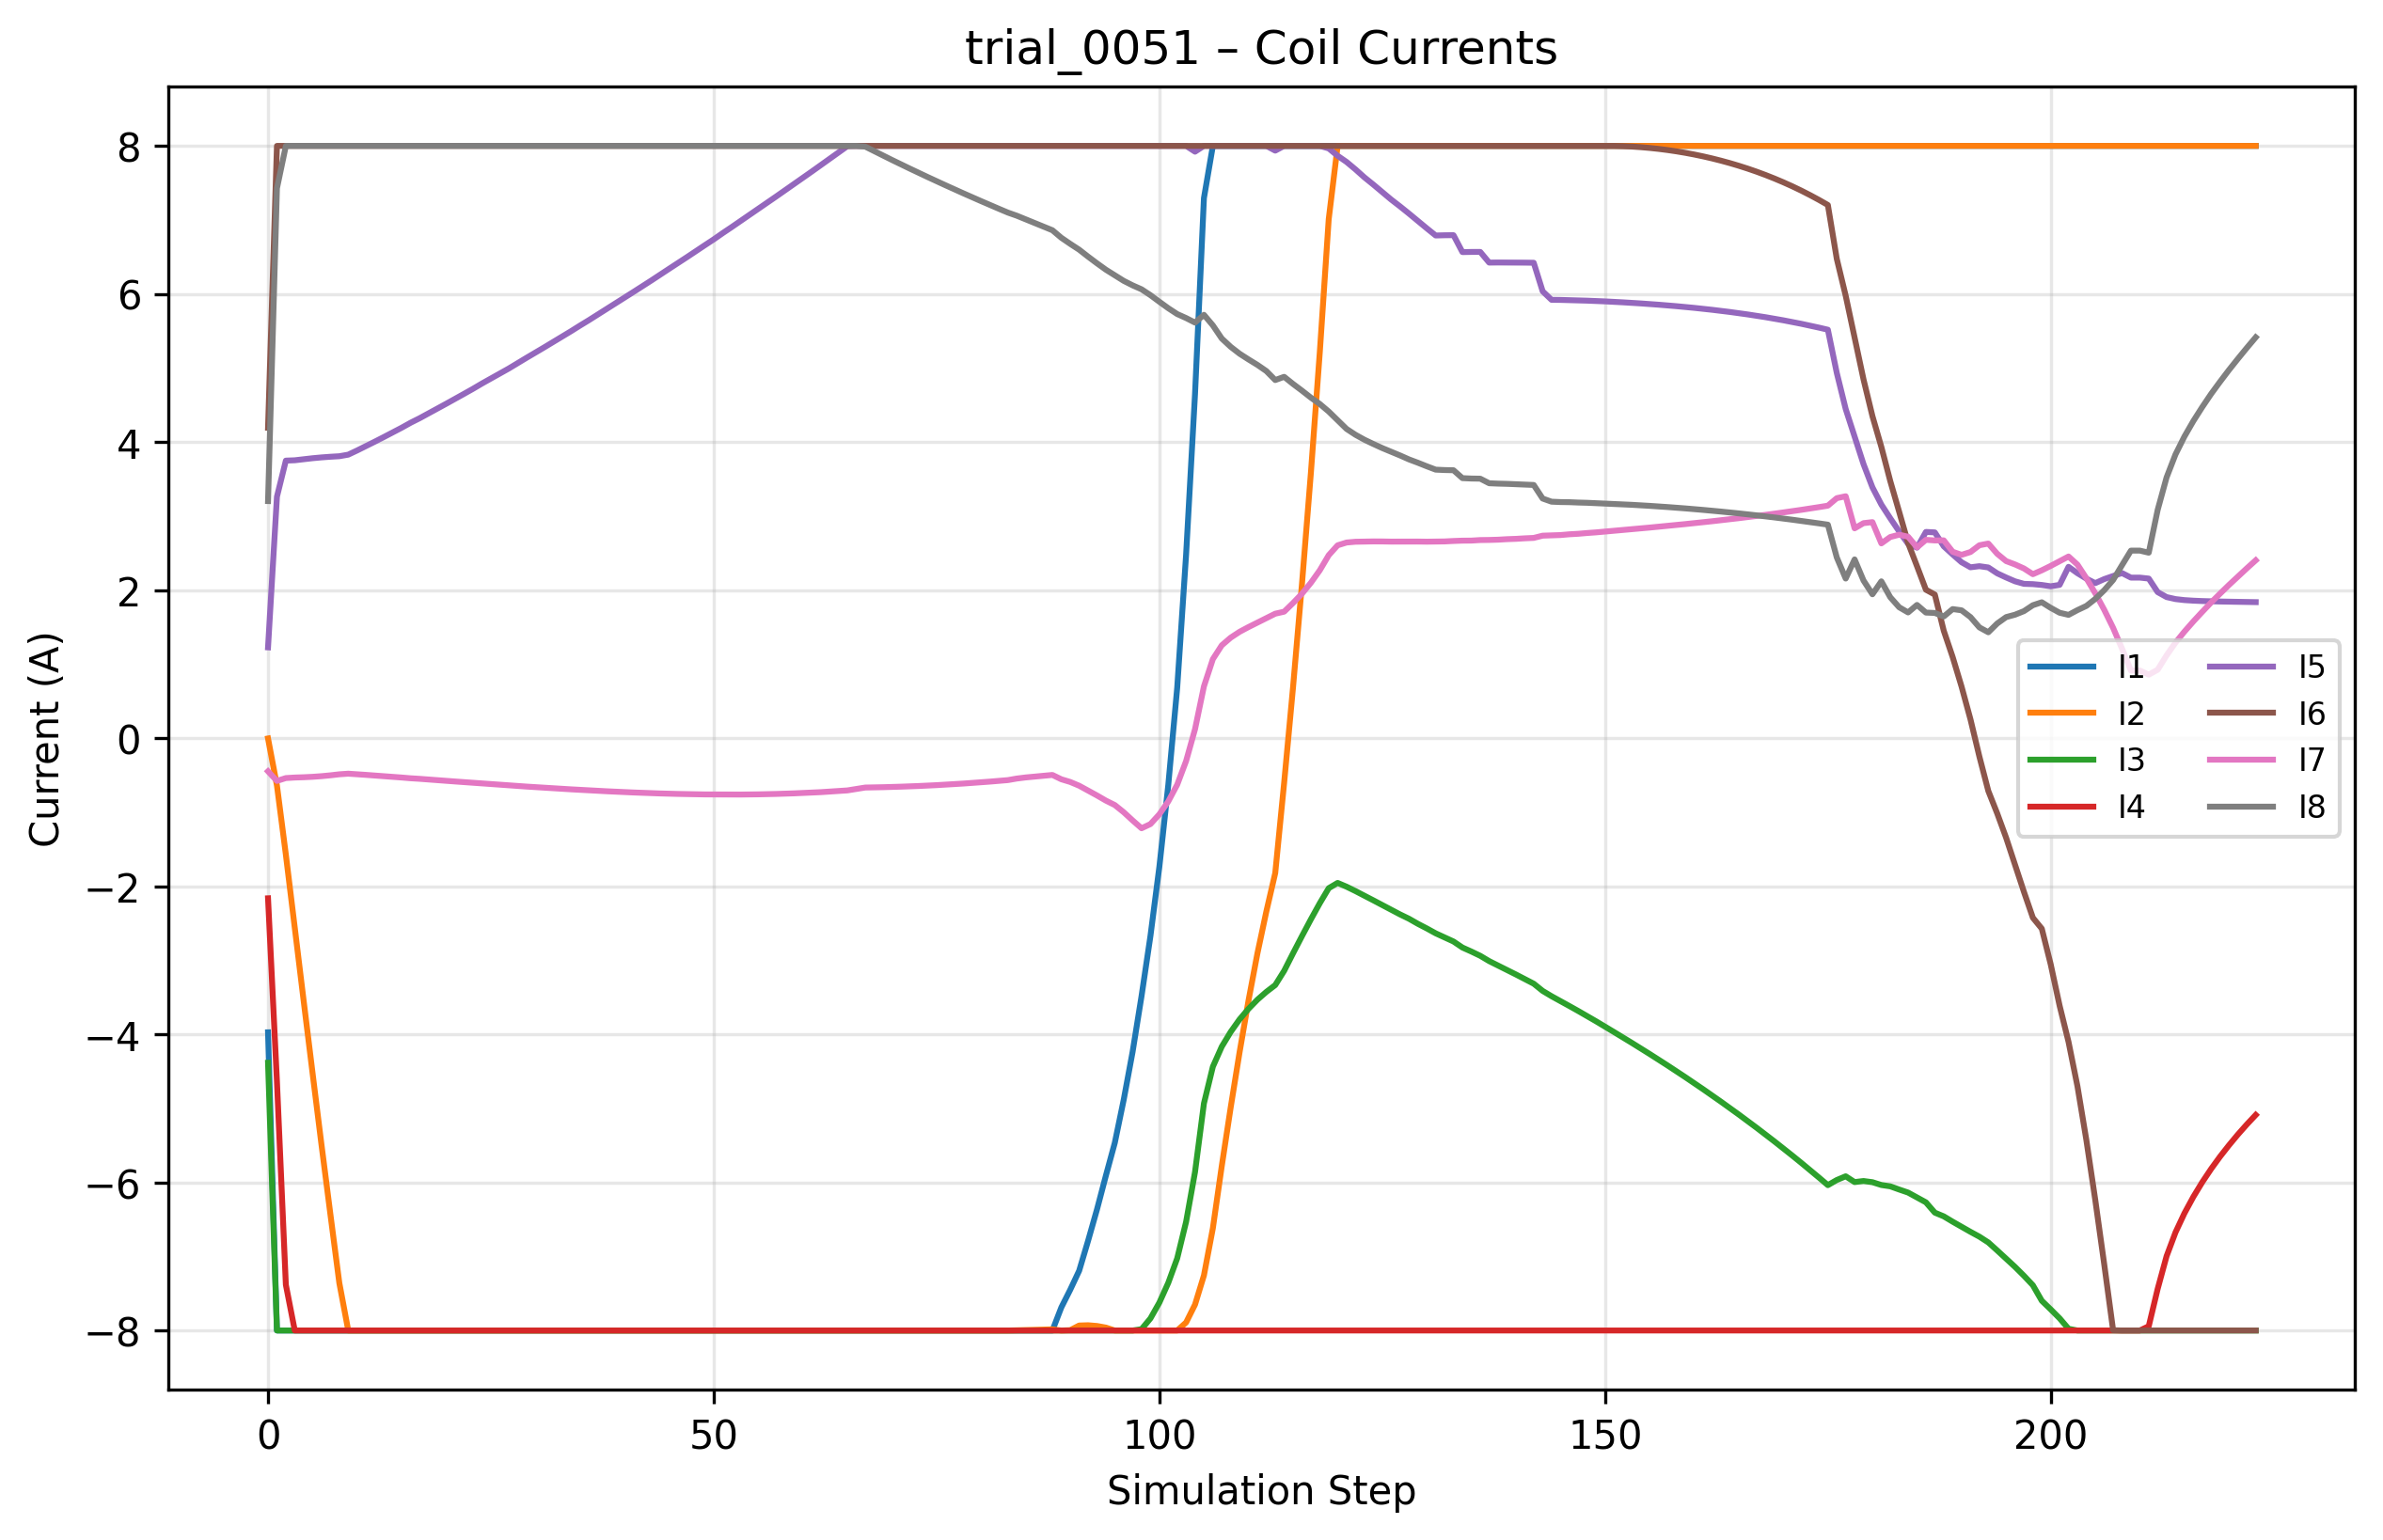 trial_0051 – Coil Currents
Current (A)
8
6
4
2
0
−2
−4
−6
−8
I1
I2
I3
I4
I5
I6
I7
I8
0
50
100
150
200
Simulation Step